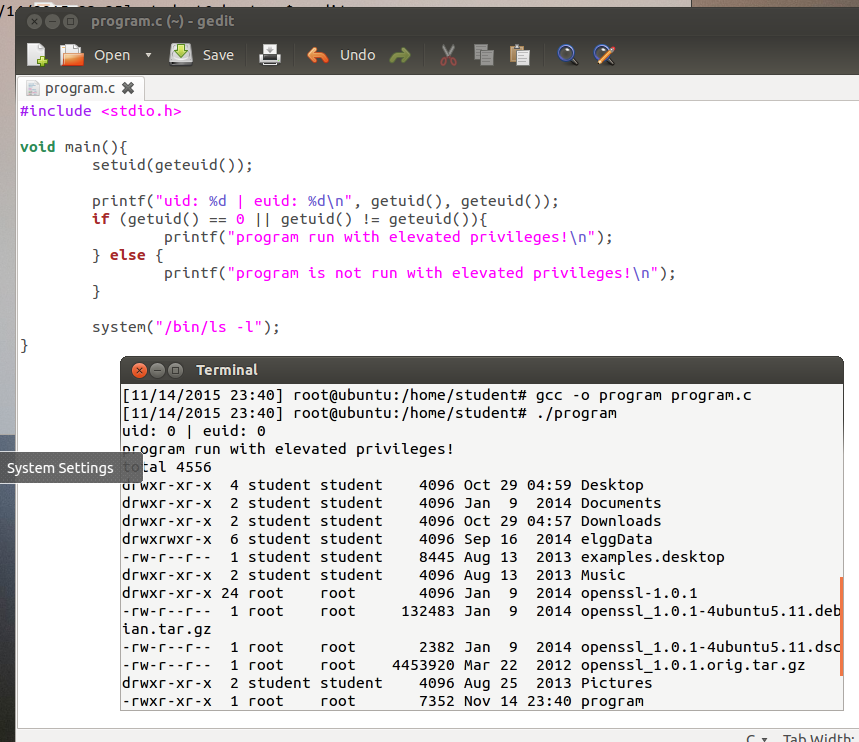 program.c (~) - gedit
Open Save Undo
program.c
#include <stdio.h>
void main(){
setuid(geteuid());
printf("uid: %d | euid: %d\n", getuid(), geteuid());
if (getuid() == 0 || getuid() != geteuid()){
printf("program run with elevated privileges!\n");
} else {
printf("program is not run with elevated privileges!\n");
}
system("/bin/ls -l");
}
Terminal
[11/14/2015 23:40] root@ubuntu:/home/student# gcc -o program program.c
[11/14/2015 23:40] root@ubuntu:/home/student# ./program
uid: 0 | euid: 0
program run with elevated privileges!
System Settings
total 4556
drwxr-xr-x 4 student student 4096 Oct 29 04:59 Desktop
drwxr-xr-x 2 student student 4096 Jan 9 2014 Documents
drwxr-xr-x 2 student student 4096 Oct 29 04:57 Downloads
drwxrwxr-x 6 student student 4096 Sep 16 2014 elggData
-rw-r--r-- 1 student student 8445 Aug 13 2013 examples.desktop
drwxr-xr-x 2 student student 4096 Aug 13 2013 Music
drwxr-xr-x 24 root root 4096 Jan 9 2014 openssl-1.0.1
-rw-r--r-- 1 root root 132483 Jan 9 2014 openssl_1.0.1-4ubuntu5.11.deb
ian.tar.gz
-rw-r--r-- 1 root root 2382 Jan 9 2014 openssl_1.0.1-4ubuntu5.11.dsc
-rw-r--r-- 1 root root 4453920 Mar 22 2012 openssl_1.0.1.orig.tar.gz
drwxr-xr-x 2 student student 4096 Aug 25 2013 Pictures
-rwxr-xr-x 1 root root 7352 Nov 14 23:40 program
C Tab Width: